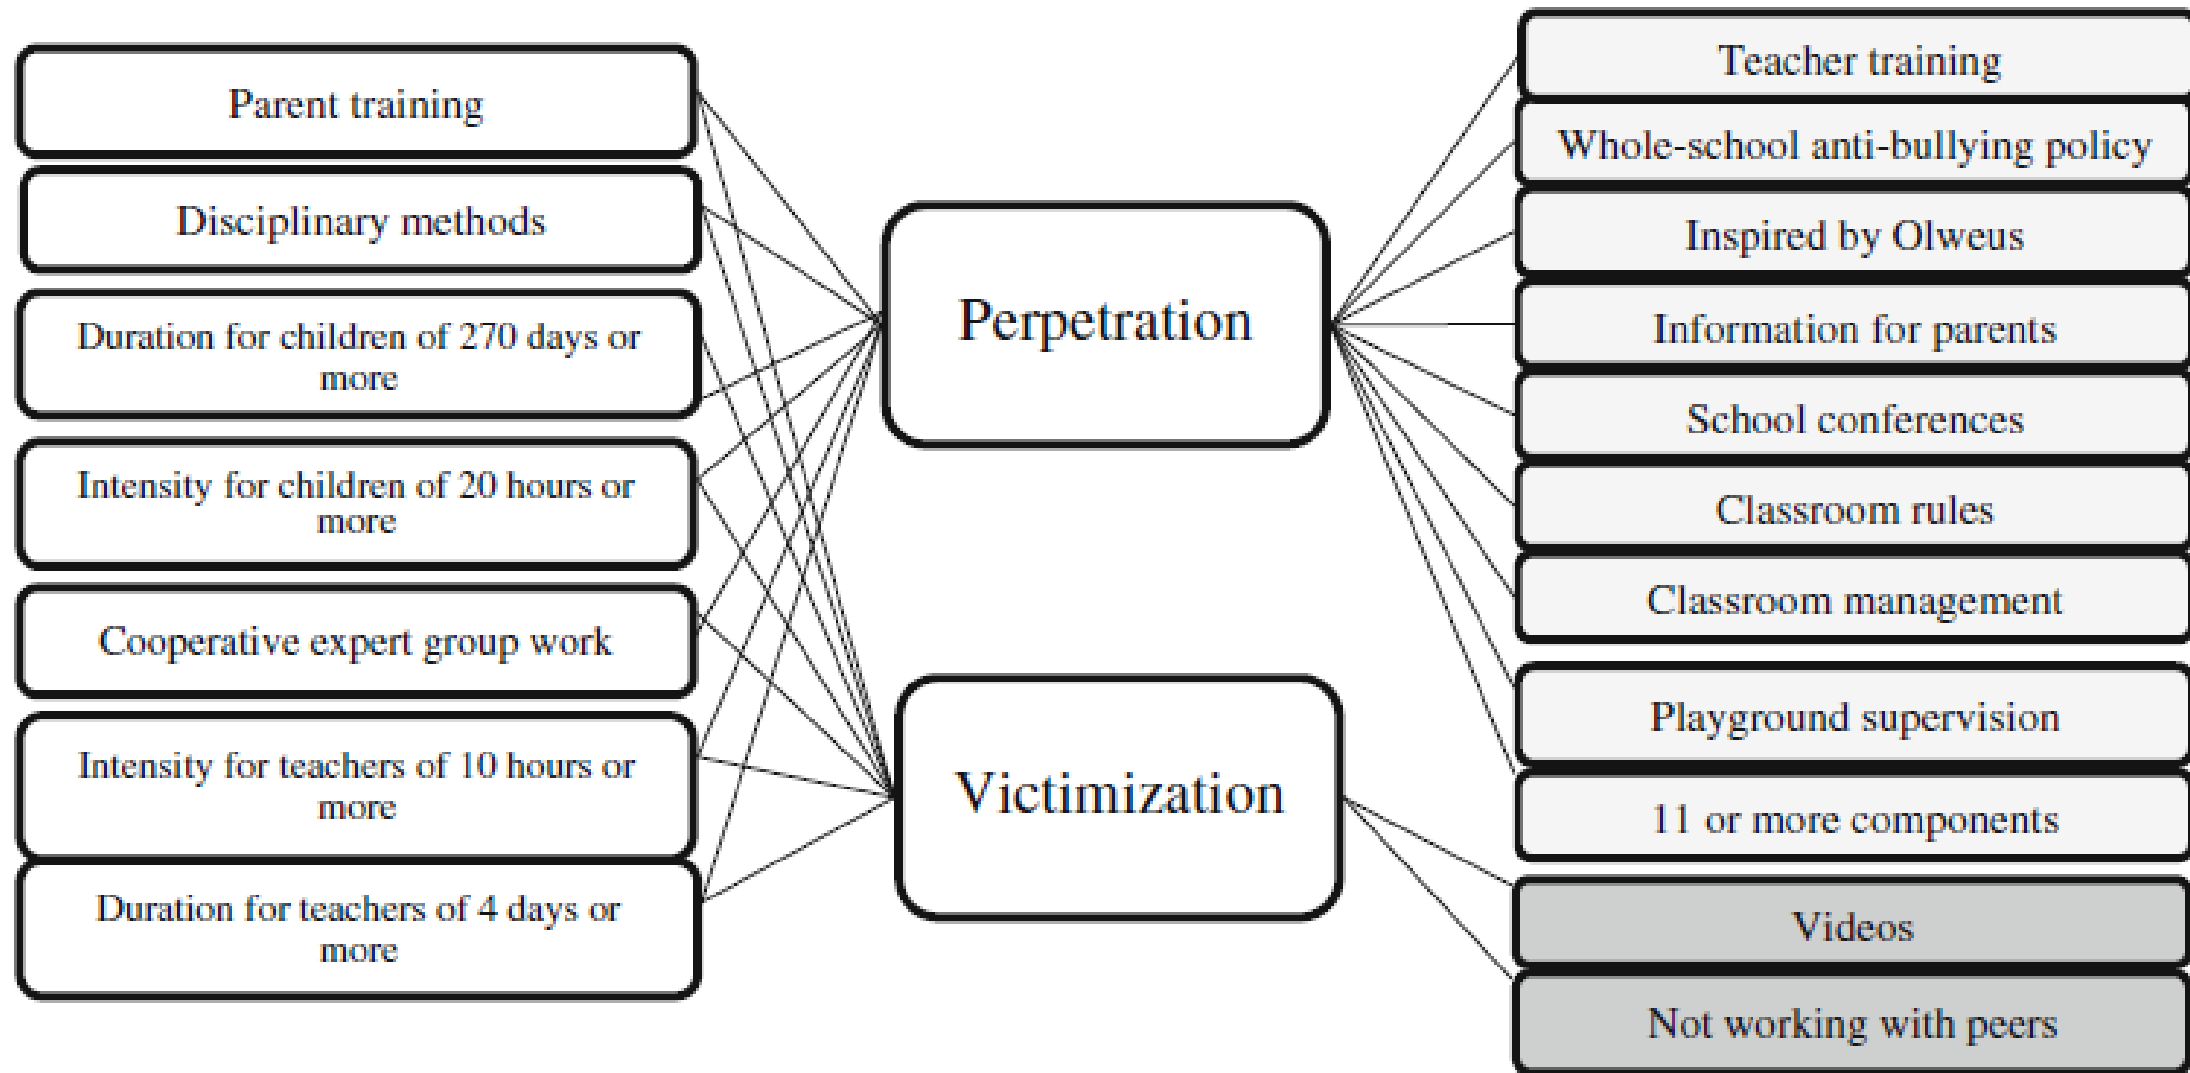 Parent training
Disciplinary methods
Duration for children of 270 days or
more
Intensity for children of 20 hours or
more
Cooperative expert group work
Intensity for teachers of 10 hours or
more
Duration for teachers of 4 days or
more
Perpetration
Victimization
Teacher training
Whole-school anti-bullying policy
Inspired by Olweus
Information for parents
School conferences
Classroom rules
Classroom management
Playground supervision
11 or more components
Videos
Not working with peers